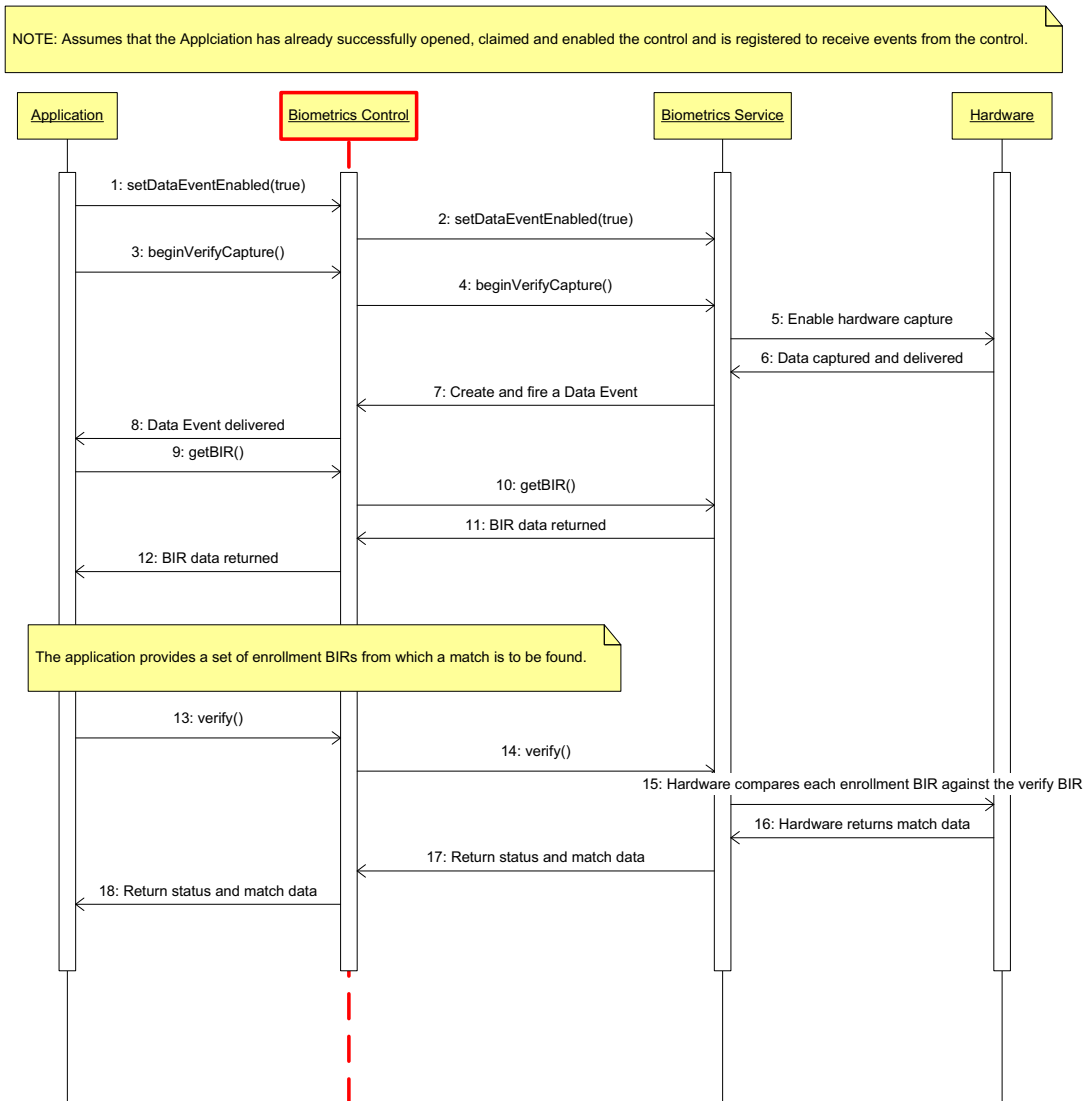 NOTE: Assumes that the Applciation has already successfully opened, claimed and enabled the control and is registered to receive events from the control.
Application
Biometrics Control
Biometrics Service
Hardware
1: setDataEventEnabled(true)
2: setDataEventEnabled(true)
3: beginVerifyCapture()
4: beginVerifyCapture()
5: Enable hardware capture
6: Data captured and delivered
7: Create and fire a Data Event
8: Data Event delivered
9: getBIR()
10: getBIR()
11: BIR data returned
12: BIR data returned
The application provides a set of enrollment BIRs from which a match is to be found.
13: verify()
14: verify()
15: Hardware compares each enrollment BIR against the verify BIR
16: Hardware returns match data
17: Return status and match data
18: Return status and match data